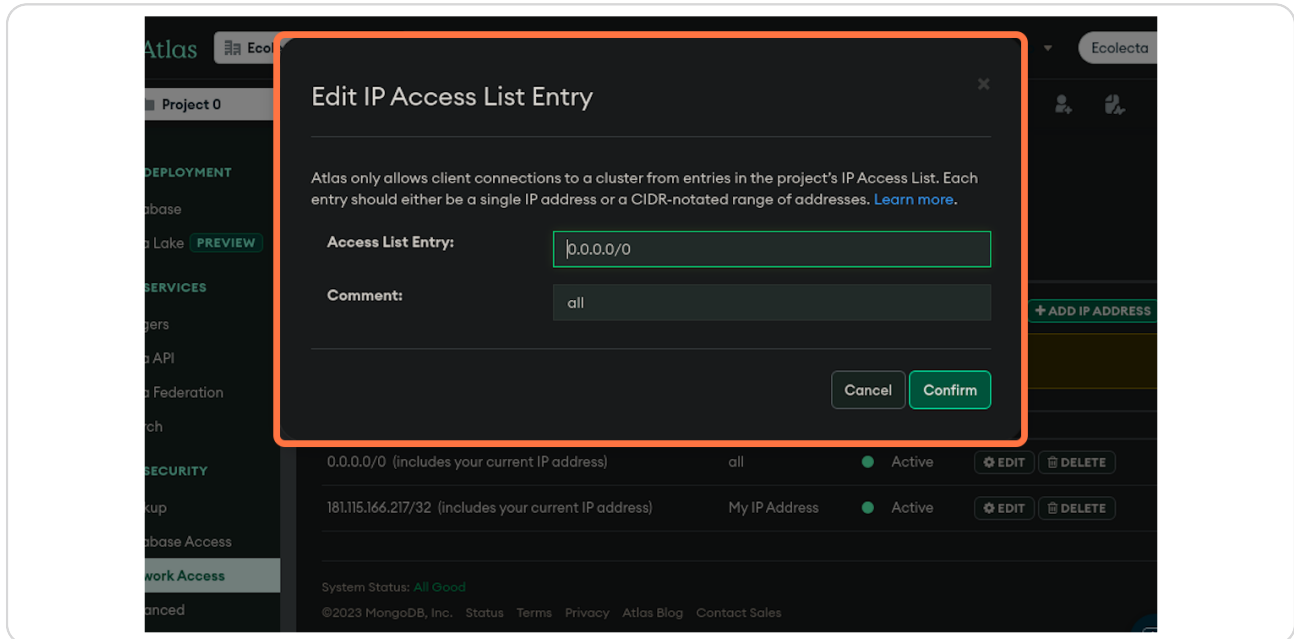 Atlas
Ecol
Ecolecta
Project 0
Edit IP Access List Entry
Atlas only allows client connections to a cluster from entries in the project's IP Access List. Each
entry should either be a single IP address or a CIDR-notated range of addresses. Learn more.
Access List Entry:
0.0.0.0/0
Comment:
all
Cancel
Confirm
DEPLOYMENT
abase
a Lake PREVIEW
SERVICES
gers
a API
a Federation
rch
SECURITY
kup
abase Access
work Access
anced
+ ADD IP ADDRESS
0.0.0.0/0 (includes your current IP address) all Active EDIT DELETE
181.115.166.217/32 (includes your current IP address) My IP Address Active EDIT DELETE
System Status: All Good
©2023 MongoDB, Inc. Status Terms Privacy Atlas Blog Contact Sales